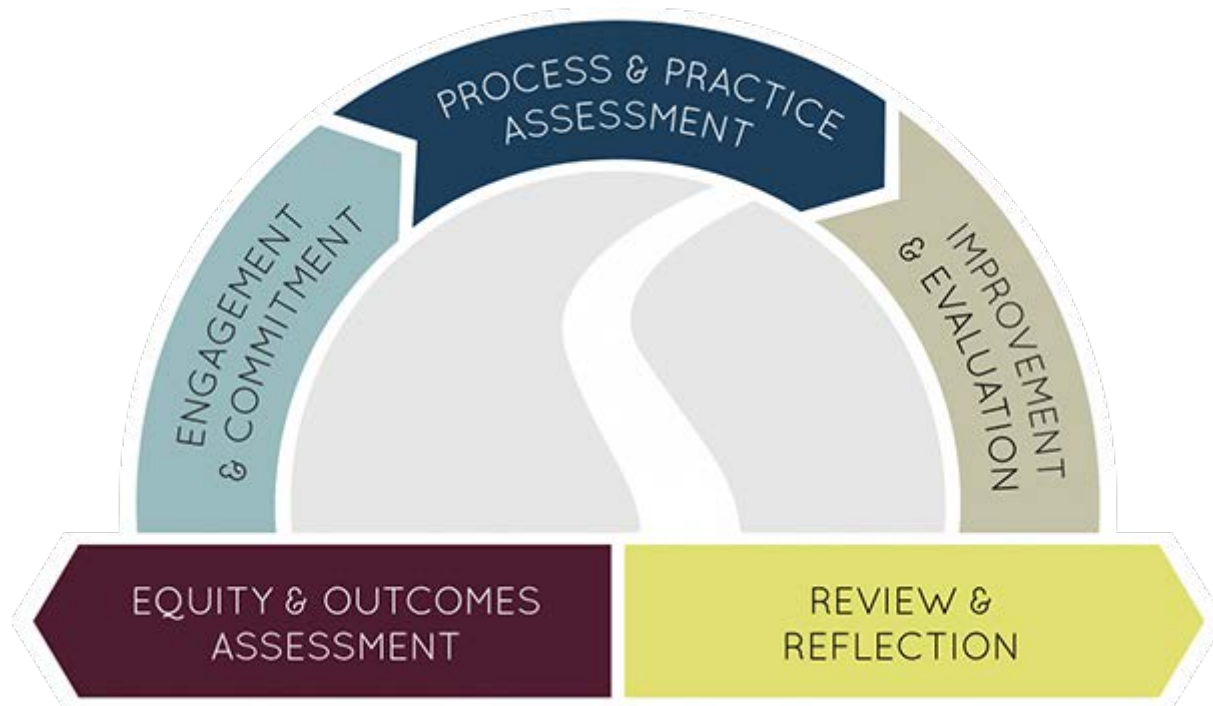 PROCESS & PRACTICE
ASSESSMENT
ENGAGEMENT
& COMMITMENT
IMPROVEMENT
& EVALUATION
EQUITY & OUTCOMES
ASSESSMENT
REVIEW &
REFLECTION